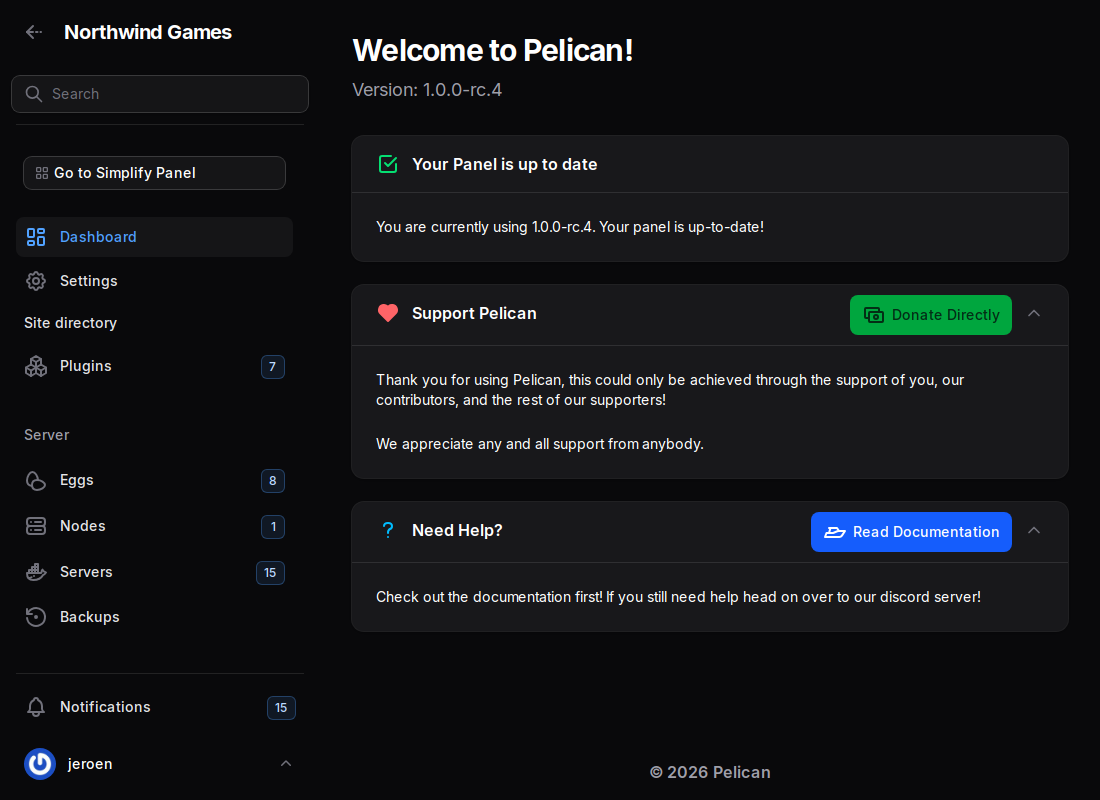 Northwind Games
Search
Go to Simplify Panel
Dashboard
Settings
Site directory
Plugins 7
Server
Eggs 8
Nodes 1
Servers 15
Backups
Notifications 15
jeroen
Welcome to Pelican!
Version: 1.0.0-rc.4
Your Panel is up to date
You are currently using 1.0.0-rc.4. Your panel is up-to-date!
Support Pelican
Donate Directly
Thank you for using Pelican, this could only be achieved through the support of you, our
contributors, and the rest of our supporters!
We appreciate any and all support from anybody.
Need Help?
Read Documentation
Check out the documentation first! If you still need help head on over to our discord server!
© 2026 Pelican